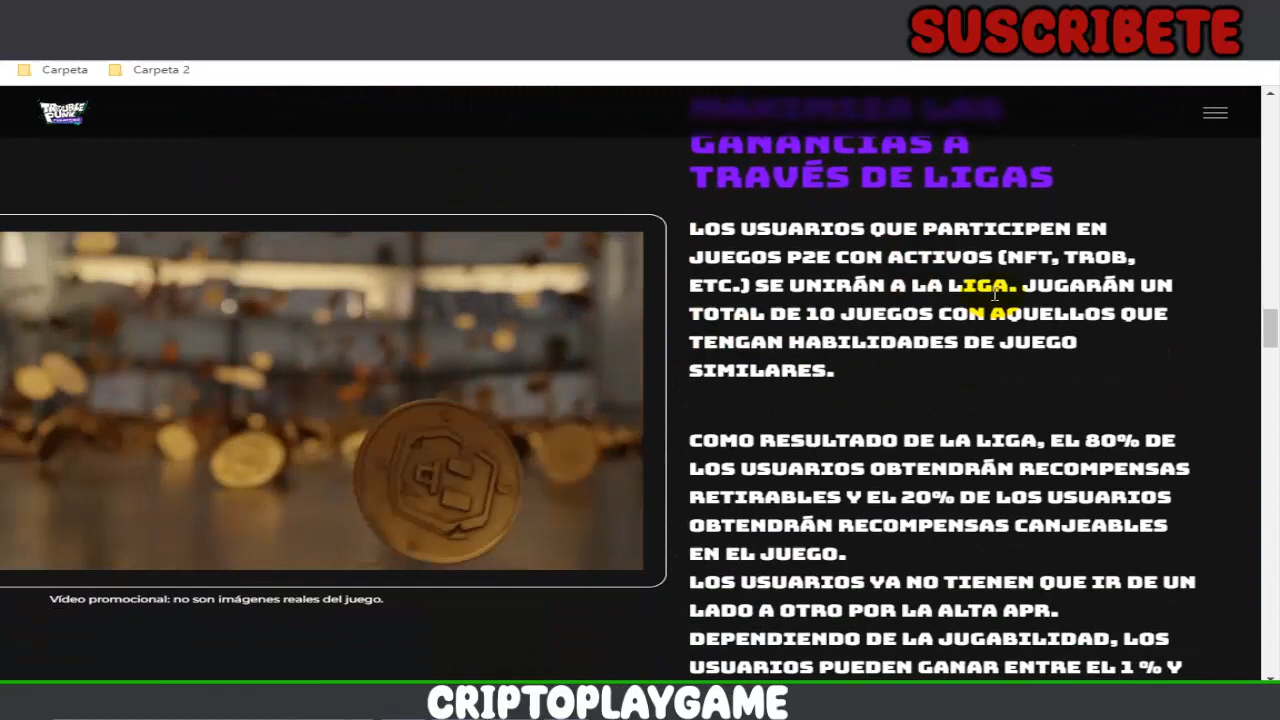 SUSCRIBETE
Carpeta
Carpeta 2
TROUBLE
PUNK
MAXIMIZA LAS
GANANCIAS A
TRAVÉS DE LIGAS
LOS USUARIOS QUE PARTICIPEN EN
JUEGOS P2E CON ACTIVOS (NFT, TROB,
ETC.) SE UNIRÁN A LA LIGA. JUGARÁN UN
TOTAL DE 10 JUEGOS CON AQUELLOS QUE
TENGAN HABILIDADES DE JUEGO
SIMILARES.
COMO RESULTADO DE LA LIGA, EL 80% DE
LOS USUARIOS OBTENDRÁN RECOMPENSAS
RETIRABLES Y EL 20% DE LOS USUARIOS
OBTENDRÁN RECOMPENSAS CANJEABLES
EN EL JUEGO.
LOS USUARIOS YA NO TIENEN QUE IR DE UN
LADO A OTRO POR LA ALTA APR.
DEPENDIENDO DE LA JUGABILIDAD, LOS
USUARIOS PUEDEN GANAR ENTRE EL 1 % Y
Vídeo promocional: no son imágenes reales del juego.
CRIPTOPLAYGAME